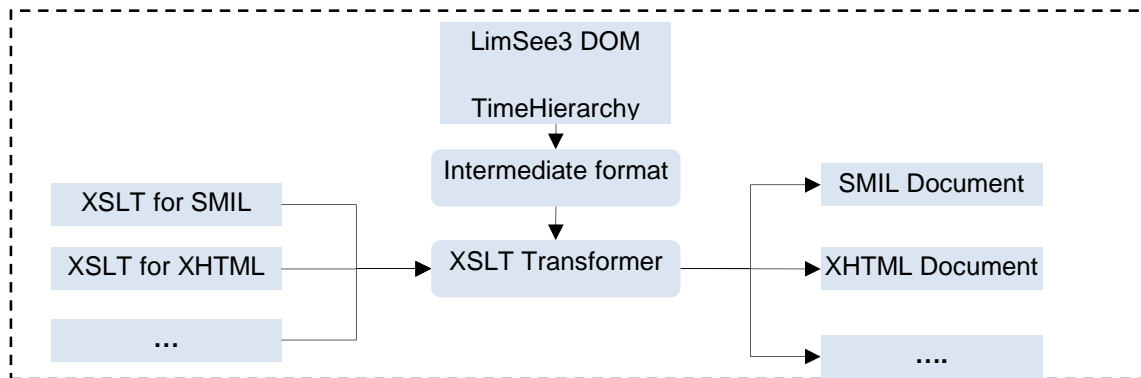 LimSee3 DOM
TimeHierarchy
Intermediate format
XSLT for SMIL
XSLT for XHTML
…
XSLT Transformer
SMIL Document
XHTML Document
….